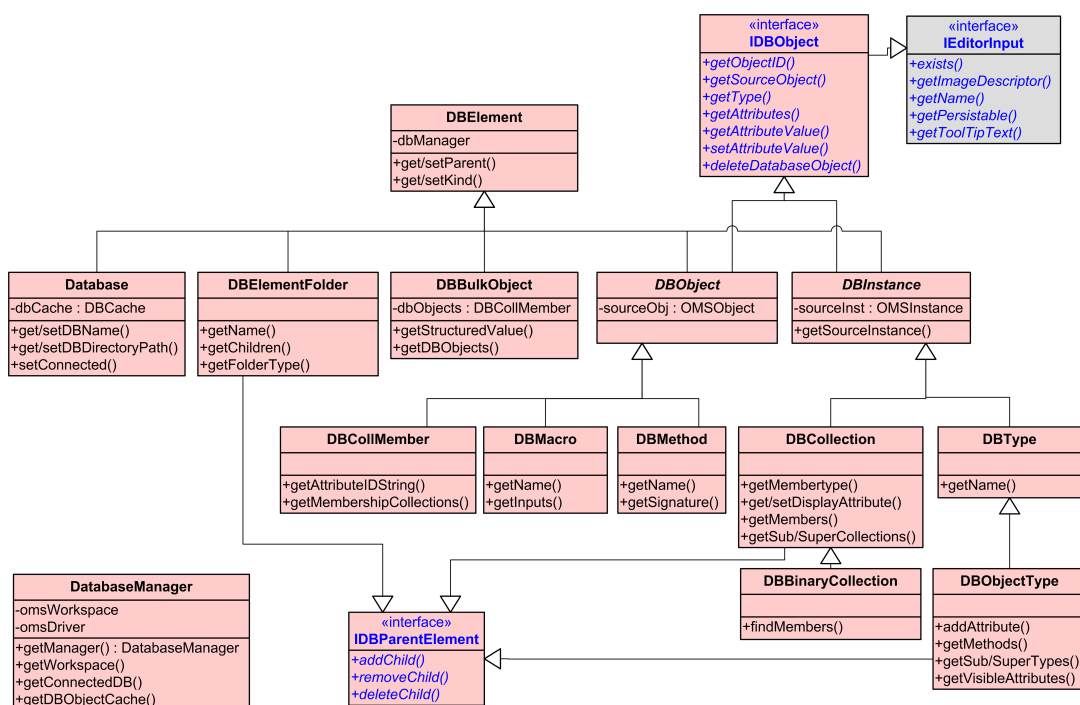 «interface»
IDBObject
+getObjectID()
+getSourceObject()
+getType()
+getAttributes()
+getAttributeValue()
+setAttributeValue()
+deleteDatabaseObject()
«interface»
IEditorInput
+exists()
+getImageDescriptor()
+getName()
+getPersistable()
+getToolTipText()
DBElement
-dbManager
+get/setParent()
+get/setKind()
Database
-dbCache : DBCache
+get/setDBName()
+get/setDBDirectoryPath()
+setConnected()
DBElementFolder
+getName()
+getChildren()
+getFolderType()
DBBulkObject
-dbObjects : DBCollMember
+getStructuredValue()
+getDBObjects()
DBObject
-sourceObj : OMSObject
DBInstance
-sourceInst : OMSInstance
+getSourceInstance()
DBCollMember
+getAttributeIDString()
+getMembershipCollections()
DBMacro
+getName()
+getInputs()
DBMethod
+getName()
+getSignature()
DBCollection
+getMembertype()
+get/setDisplayAttribute()
+getMembers()
+getSub/SuperCollections()
DBType
+getName()
DatabaseManager
-omsWorkspace
-omsDriver
+getManager() : DatabaseManager
+getWorkspace()
+getConnectedDB()
+getDBObjectCache()
«interface»
IDBParentElement
+addChild()
+removeChild()
+deleteChild()
DBBinaryCollection
+findMembers()
DBObjectType
+addAttribute()
+getMethods()
+getSub/SuperTypes()
+getVisibleAttributes()